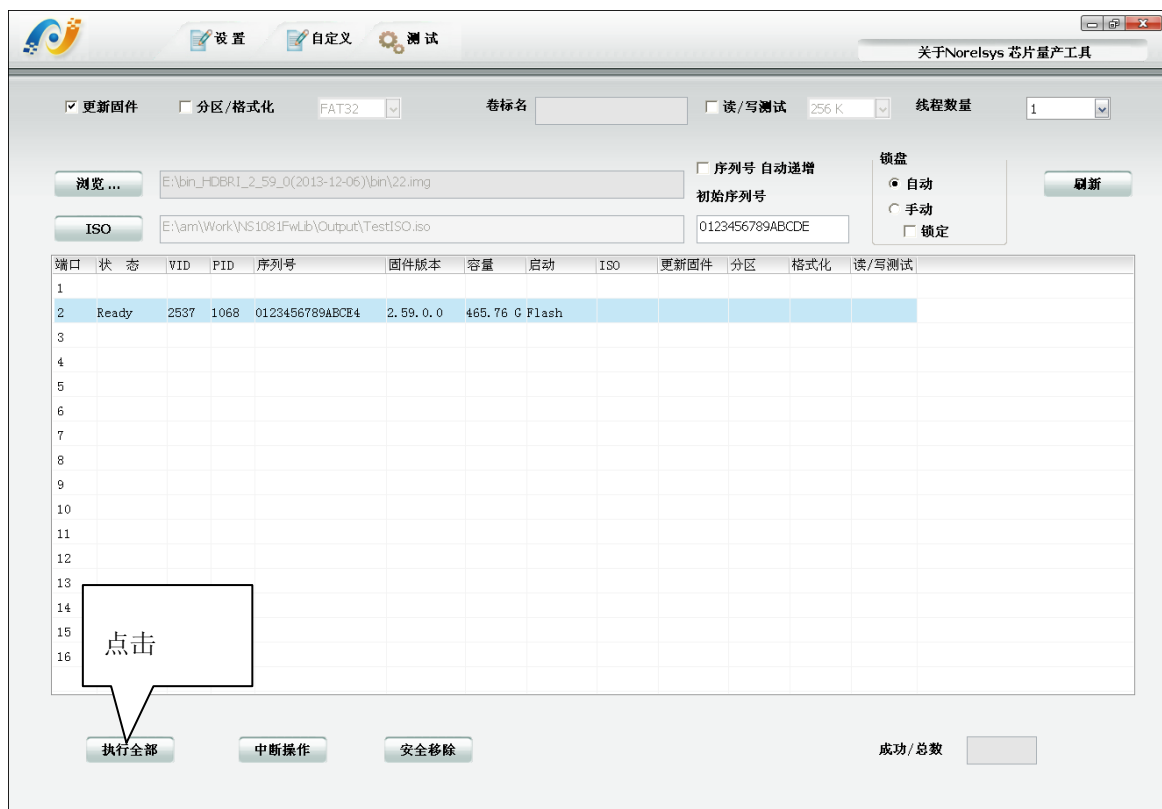 设 置 自定义 测 试
关于Norelsys 芯片量产工具
更新固件 分区/格式化 FAT32 卷标名 读/写测试 256 K 线程数量 1
序列号 自动递增 锁盘
浏览 ... E:\bin_HDBRI_2_59_0(2013-12-06)\bin\22.img 自动 刷新
初始序列号
手动
ISO E:\am\Work\NS1081FwLib\Output\TestISO.iso 0123456789ABCDE
锁定
端口 状 态 VID PID 序列号 固件版本 容量 启动 ISO 更新固件 分区 格式化 读/写测试
1
2 Ready 2537 1068 0123456789ABCE4 2.59.0.0 465.76 G Flash
3
4
5
6
7
8
9
10
11
12
13
14
15
点击
16
执行全部 中断操作 安全移除 成功/总数